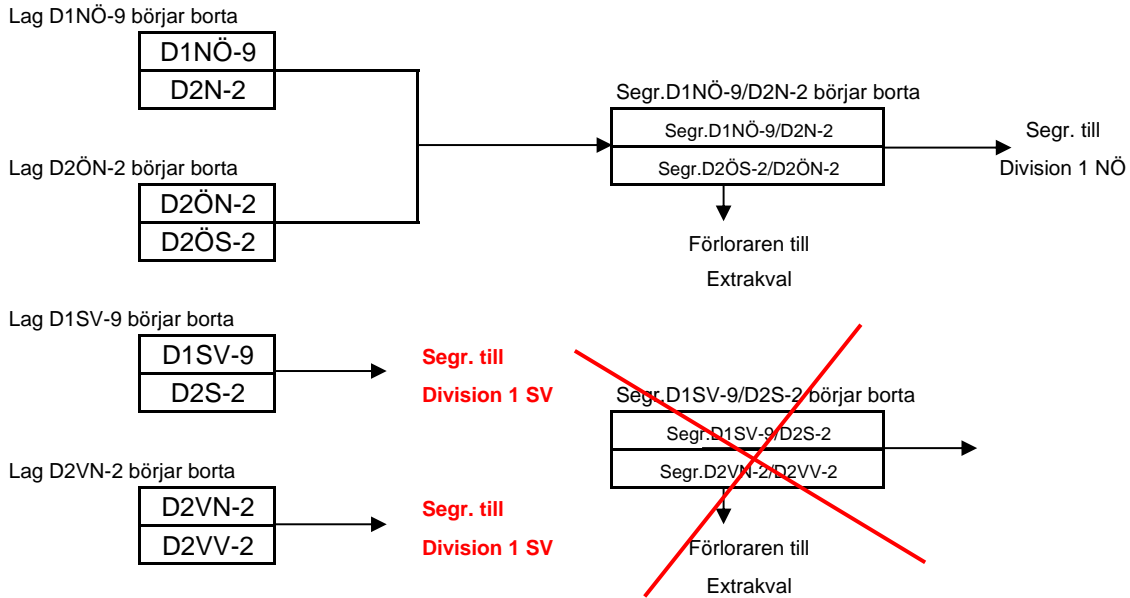 Lag D1NÖ-9 börjar borta
D1NÖ-9
D2N-2
Segr.D1NÖ-9/D2N-2 börjar borta
Segr.D1NÖ-9/D2N-2
Segr.D2ÖS-2/D2ÖN-2
Segr. till
Division 1 NÖ
Lag D2ÖN-2 börjar borta
D2ÖN-2
D2ÖS-2
Förloraren till
Extrakval
Lag D1SV-9 börjar borta
D1SV-9
D2S-2
Segr. till
Division 1 SV
Segr.D1SV-9/D2S-2 börjar borta
Segr.D1SV-9/D2S-2
Segr.D2VN-2/D2VV-2
Lag D2VN-2 börjar borta
D2VN-2
D2VV-2
Segr. till
Division 1 SV
Förloraren till
Extrakval